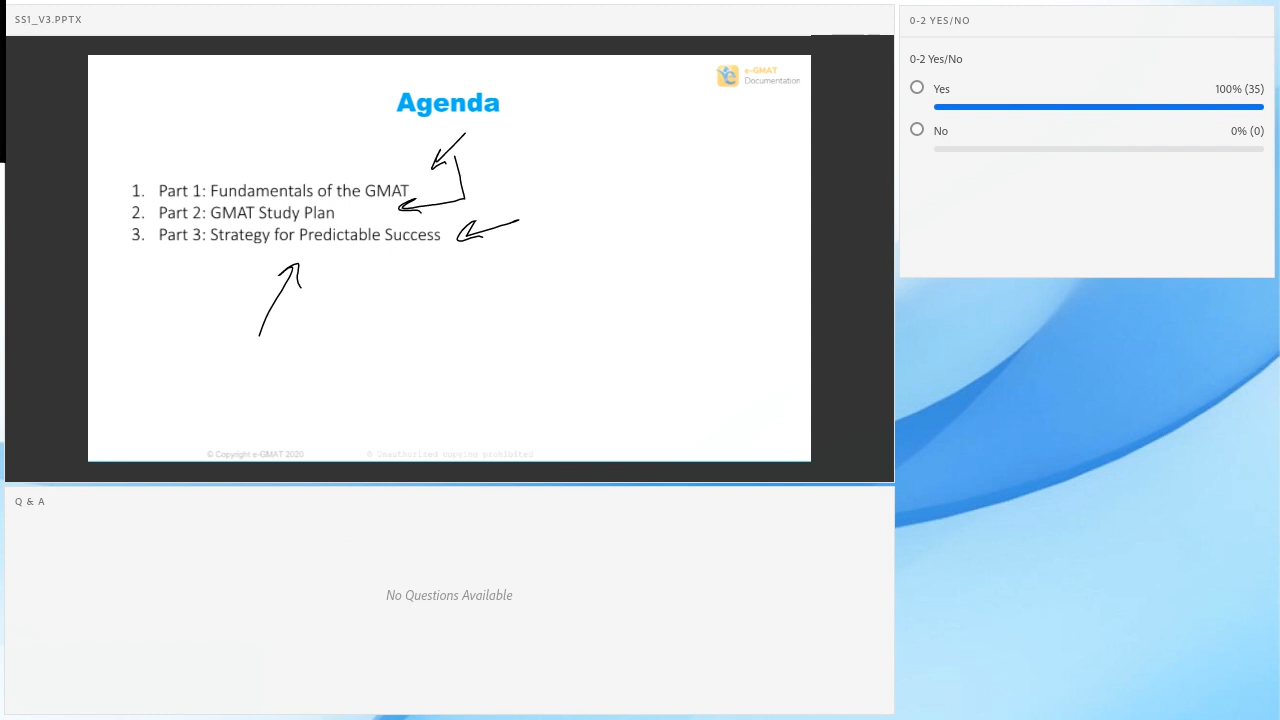 SS1_V3.PPTX
e-GMAT
Documentation
Agenda
1. Part 1: Fundamentals of the GMAT
2. Part 2: GMAT Study Plan
3. Part 3: Strategy for Predictable Success
© Copyright e-GMAT 2020
© Unauthorized copying prohibited
Q & A
No Questions Available
0-2 YES/NO
0-2 Yes/No
Yes 100% (35)
No 0% (0)